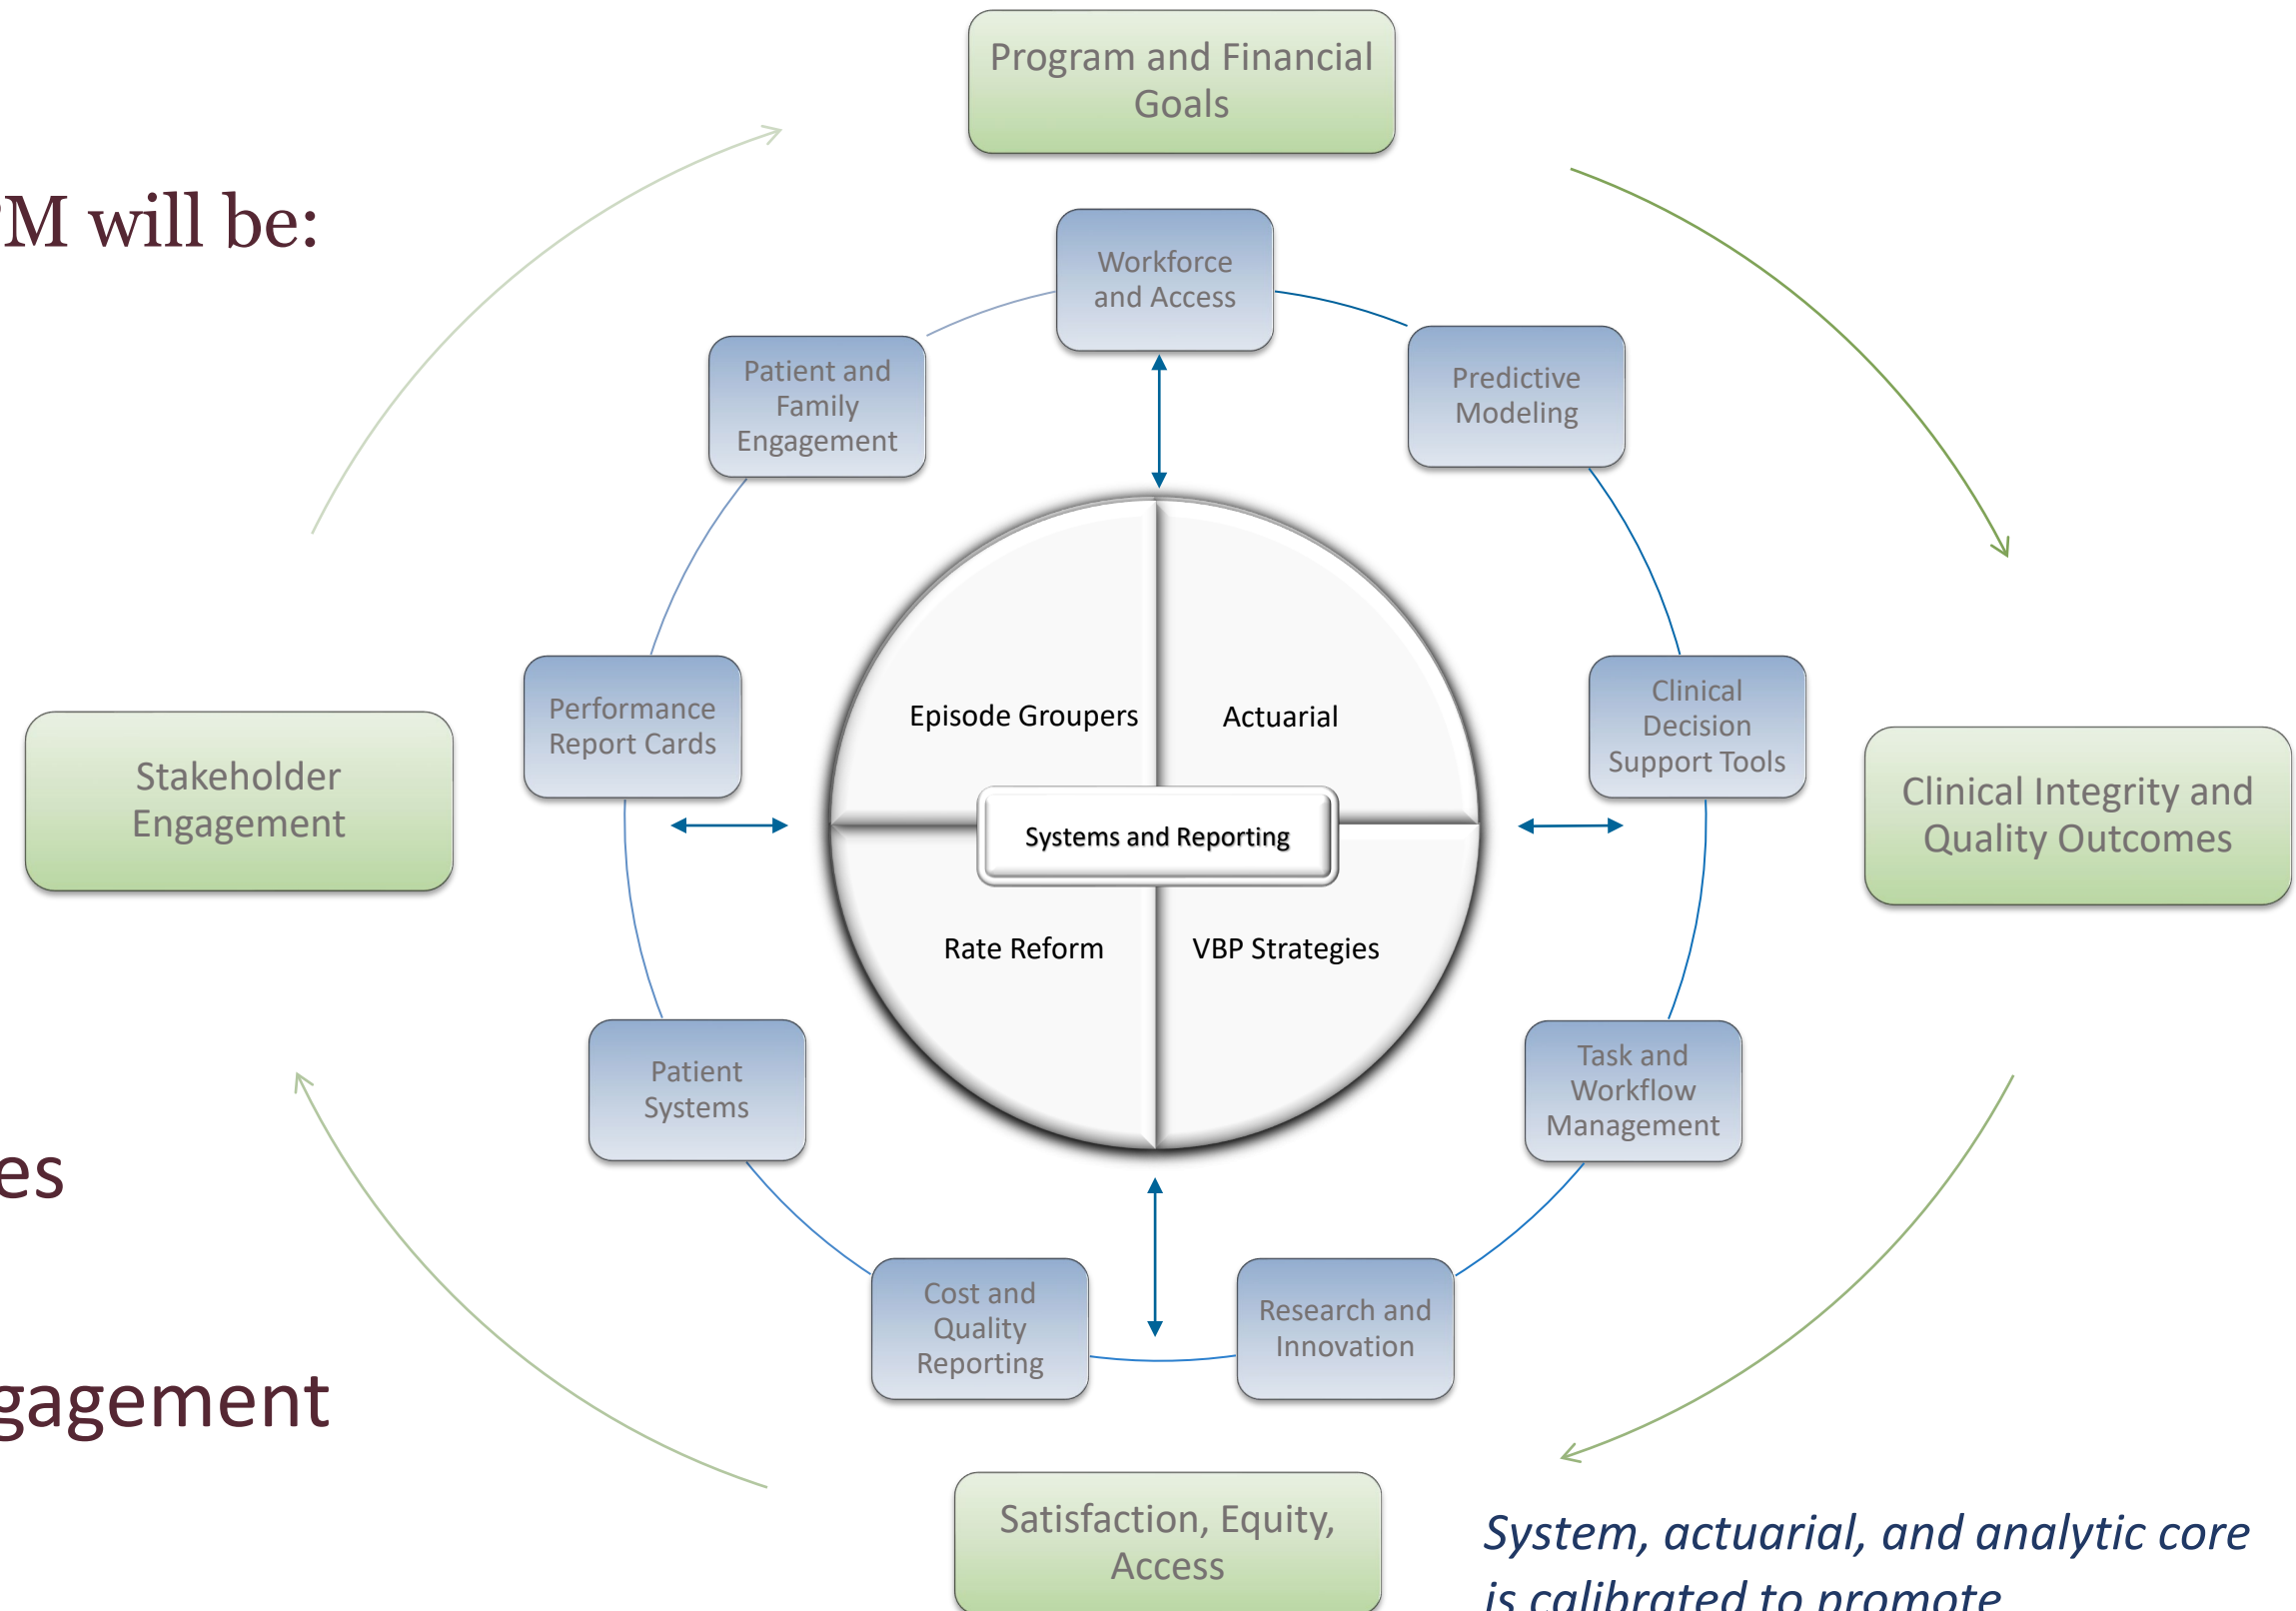 Program and Financial
Goals
PM will be:
Workforce
and Access
Patient and
Family
Engagement
Predictive
Modeling
Performance
Report Cards
Clinical
Decision
Support Tools
Episode Groupers
Actuarial
Stakeholder
Engagement
Clinical Integrity and
Quality Outcomes
Systems and Reporting
Rate Reform
VBP Strategies
Patient
Systems
Task and
Workflow
Management
es
Cost and
Quality
Reporting
Research and
Innovation
gagement
Satisfaction, Equity,
Access
System, actuarial, and analytic core
is calibrated to promote